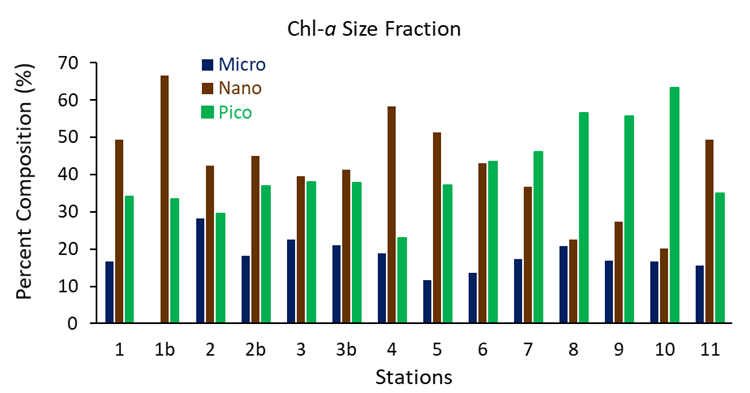 Chl-a Size Fraction
Micro
Nano
Pico
Percent Composition (%)
70
60
50
40
30
20
10
0
1 1b 2 2b 3 3b 4 5 6 7 8 9 10 11
Stations